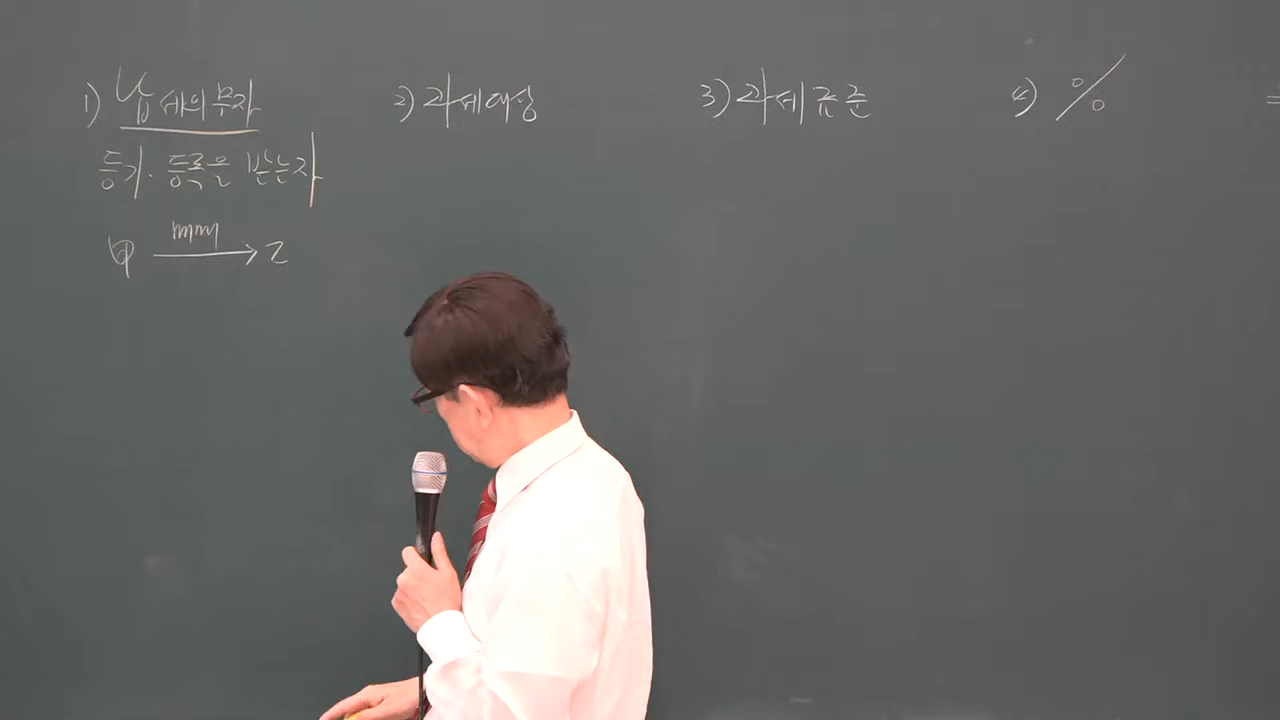 1) 납세의무자
등기·등록을 받는자
甲 → 乙
2) 과세대상
3) 과세표준
4) %
=